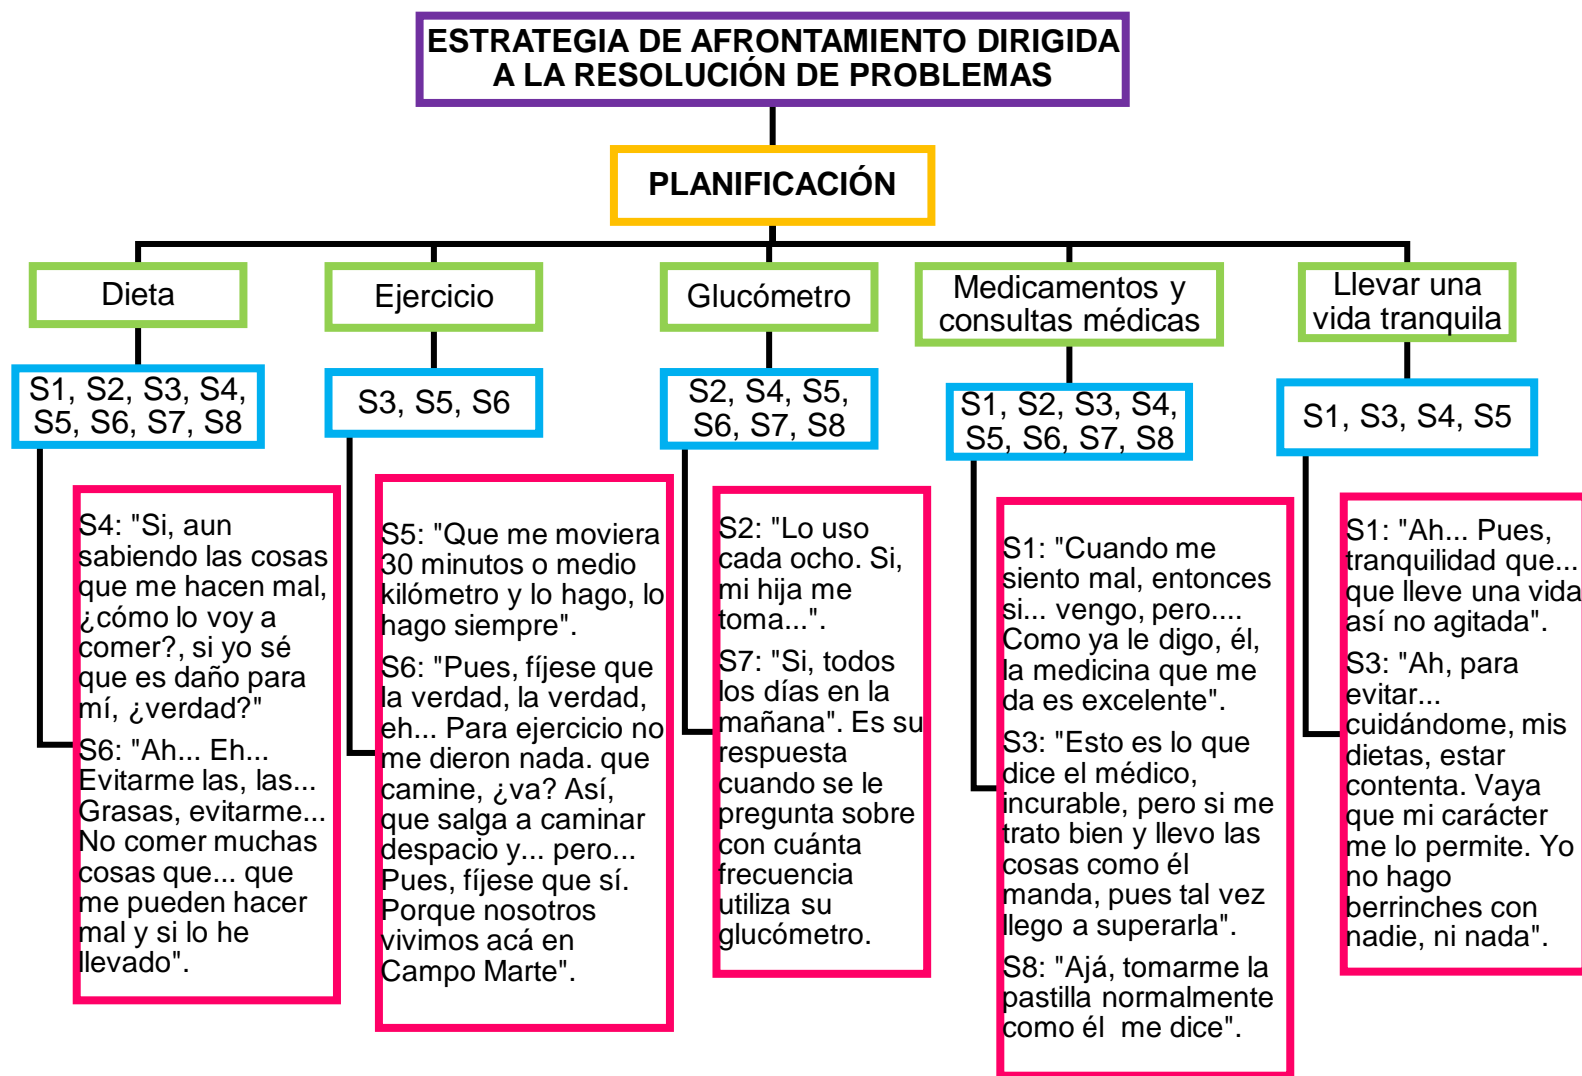 ESTRATEGIA DE AFRONTAMIENTO DIRIGIDA
A LA RESOLUCIÓN DE PROBLEMAS
PLANIFICACIÓN
Dieta
S1, S2, S3, S4,
S5, S6, S7, S8
S4: "Si, aun
sabiendo las cosas
que me hacen mal,
¿cómo lo voy a
comer?, si yo sé
que es daño para
mí, ¿verdad?"
S6: "Ah... Eh...
Evitarme las, las...
Grasas, evitarme...
No comer muchas
cosas que... que
me pueden hacer
mal y si lo he
llevado".
Ejercicio
S3, S5, S6
S5: "Que me moviera
30 minutos o medio
kilómetro y lo hago, lo
hago siempre".
S6: "Pues, fíjese que
la verdad, la verdad,
eh... Para ejercicio no
me dieron nada. que
camine, ¿va? Así,
que salga a caminar
despacio y... pero...
Pues, fíjese que sí.
Porque nosotros
vivimos acá en
Campo Marte".
Glucómetro
S2, S4, S5,
S6, S7, S8
S2: "Lo uso
cada ocho. Si,
mi hija me
toma...".
S7: "Si, todos
los días en la
mañana". Es su
respuesta
cuando se le
pregunta sobre
con cuánta
frecuencia
utiliza su
glucómetro.
Medicamentos y
consultas médicas
S1, S2, S3, S4,
S5, S6, S7, S8
S1: "Cuando me
siento mal, entonces
si... vengo, pero....
Como ya le digo, él,
la medicina que me
da es excelente".
S3: "Esto es lo que
dice el médico,
incurable, pero si me
trato bien y llevo las
cosas como él
manda, pues tal vez
llego a superarla".
S8: "Ajá, tomarme la
pastilla normalmente
como él me dice".
Llevar una
vida tranquila
S1, S3, S4, S5
S1: "Ah... Pues,
tranquilidad que...
que lleve una vida
así no agitada".
S3: "Ah, para
evitar...
cuidándome, mis
dietas, estar
contenta. Vaya
que mi carácter
me lo permite. Yo
no hago
berrinches con
nadie, ni nada".